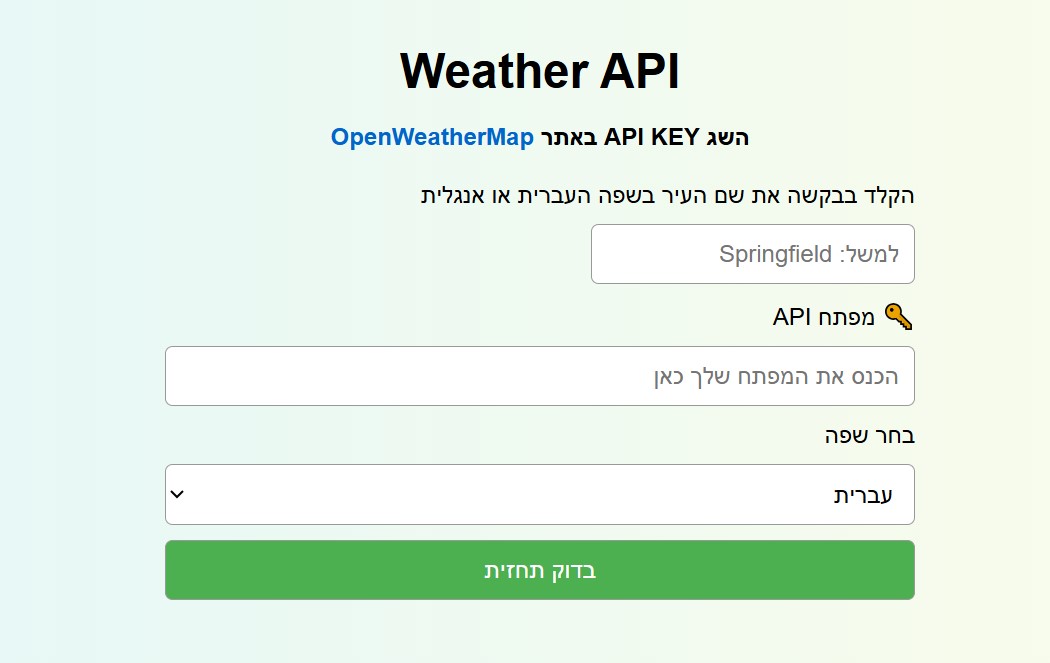 Weather API
השג API KEY באתר OpenWeatherMap
הקלד בבקשה את שם העיר בשפה העברית או אנגלית
למשל: Springfield
🔑 מפתח API
הכנס את המפתח שלך כאן
בחר שפה
עברית
בדוק תחזית